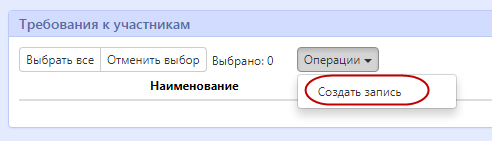 Требования к участникам
Выбрать все Отменить выбор Выбрано: 0 Операции
Создать запись
Наименование